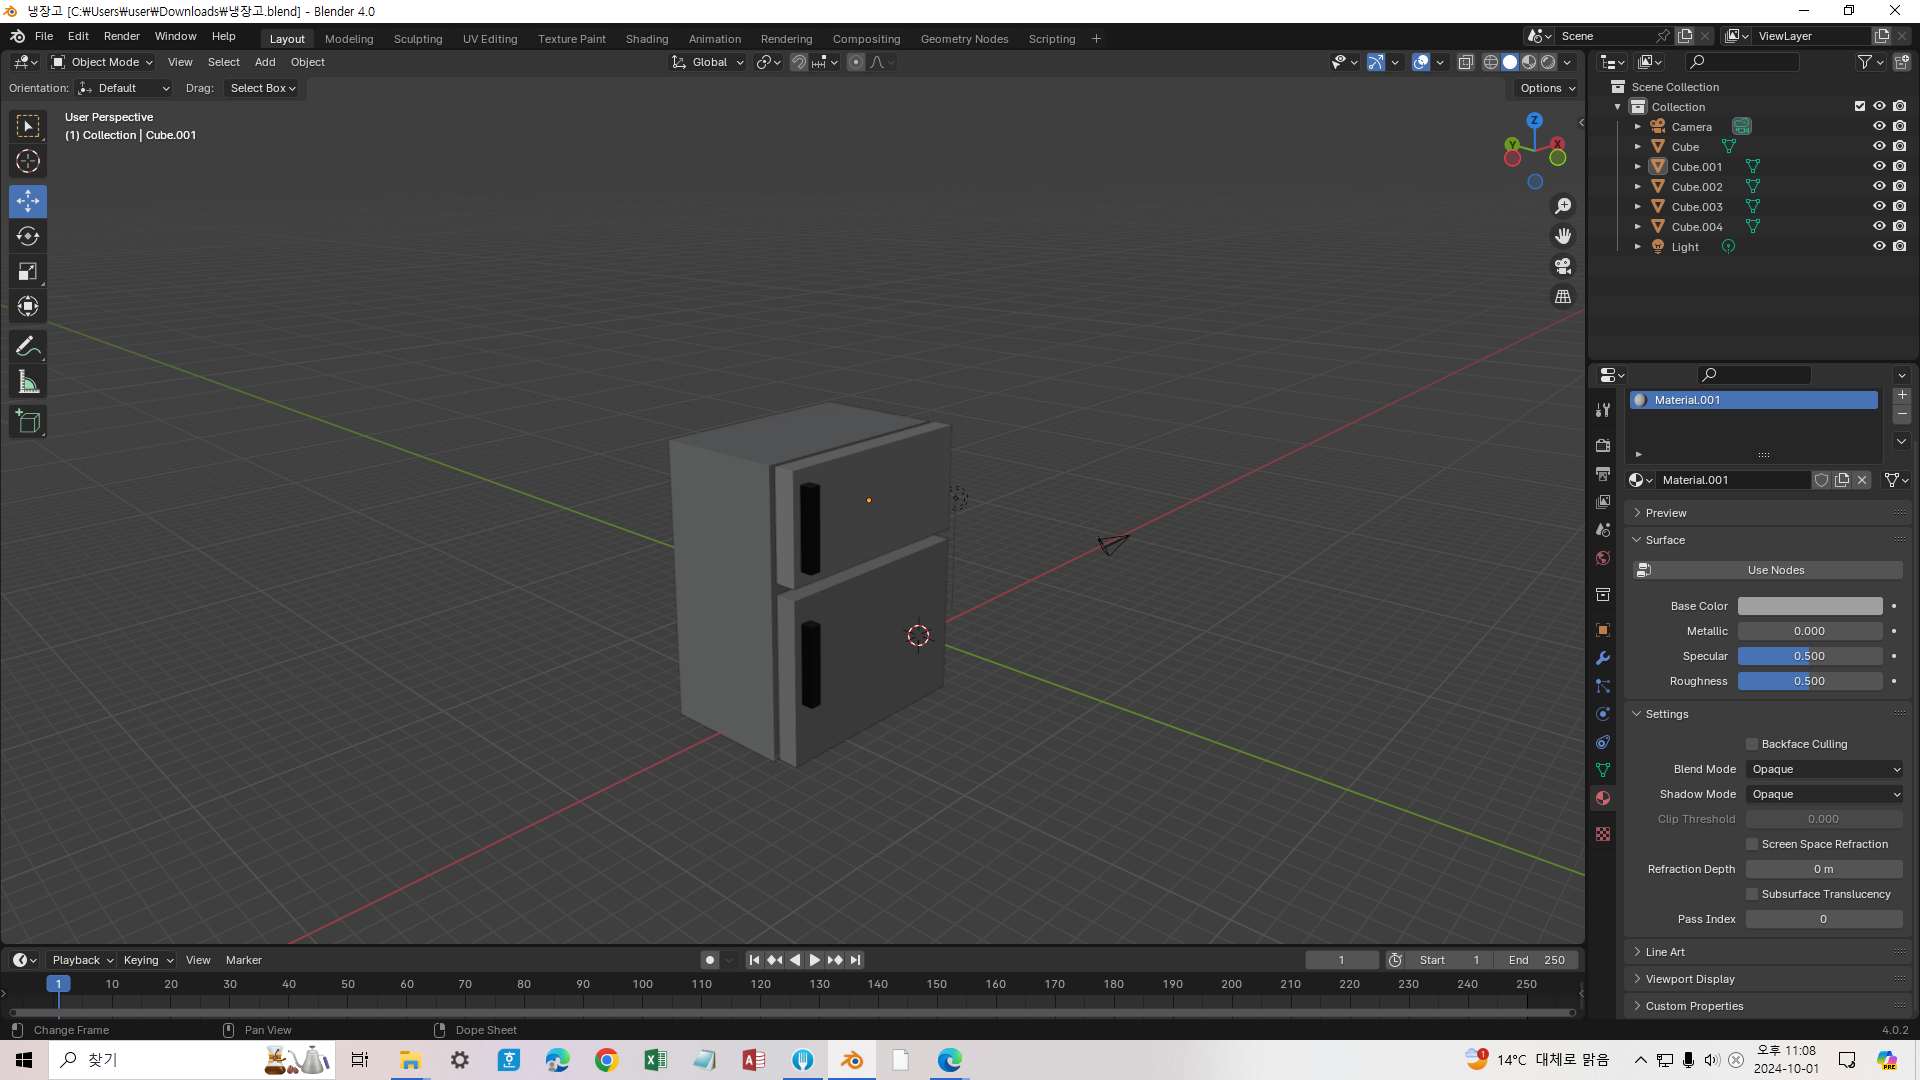 냉장고 [C:￦Users￦user￦Downloads￦냉장고.blend] - Blender 4.0
File Edit Render Window Help Layout Modeling Sculpting UV Editing Texture Paint Shading Animation Rendering Compositing Geometry Nodes Scripting + Scene ViewLayer
Object Mode View Select Add Object Global
Orientation: Default Drag: Select Box Options
User Perspective
(1) Collection | Cube.001
Z
Y X
Scene Collection
Collection
Camera
Cube
Cube.001
Cube.002
Cube.003
Cube.004
Light
Material.001
Material.001
Preview
Surface
Use Nodes
Base Color
Metallic 0.000
Specular 0.500
Roughness 0.500
Settings
Backface Culling
Blend Mode Opaque
Shadow Mode Opaque
Clip Threshold 0.000
Screen Space Refraction
Refraction Depth 0 m
Subsurface Translucency
Pass Index 0
Line Art
Viewport Display
Custom Properties
Playback Keying View Marker 1 Start 1 End 250
1 10 20 30 40 50 60 70 80 90 100 110 120 130 140 150 160 170 180 190 200 210 220 230 240 250
Change Frame Pan View Dope Sheet 4.0.2
찾기 1 14°C 대체로 맑음 오후 11:08
2024-10-01
PRE